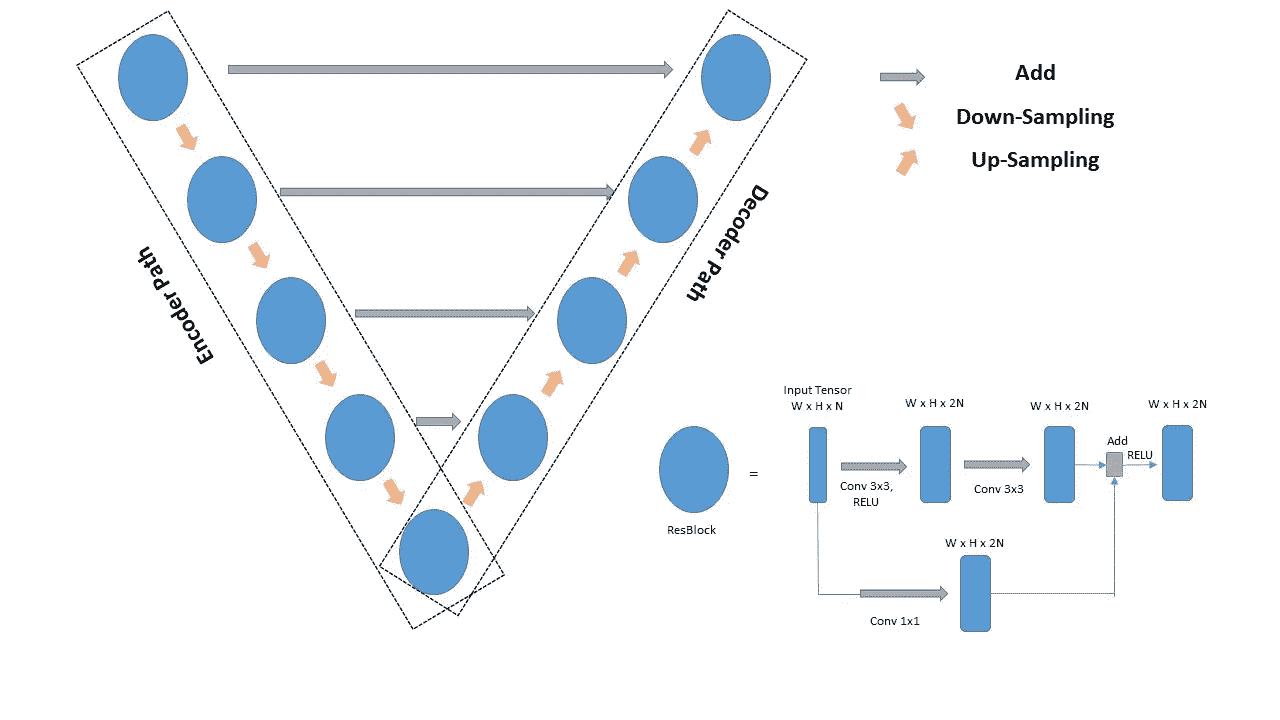 Add
Down-Sampling
Up-Sampling
Encoder Path
Decoder Path
ResBlock
=
Input Tensor
W x H x N
W x H x 2N
W x H x 2N
W x H x 2N
Conv 3x3,
RELU
Conv 3x3
Add
RELU
W x H x 2N
Conv 1x1